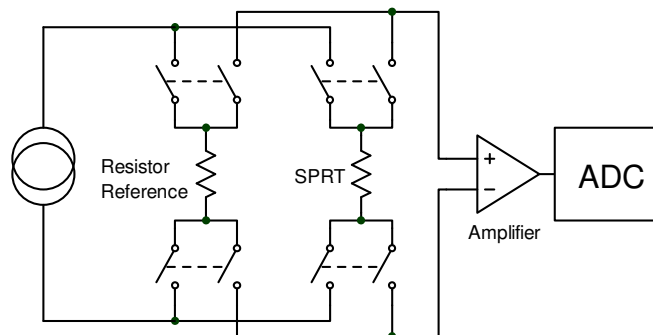 Resistor
Reference
SPRT
+
−
Amplifier
ADC